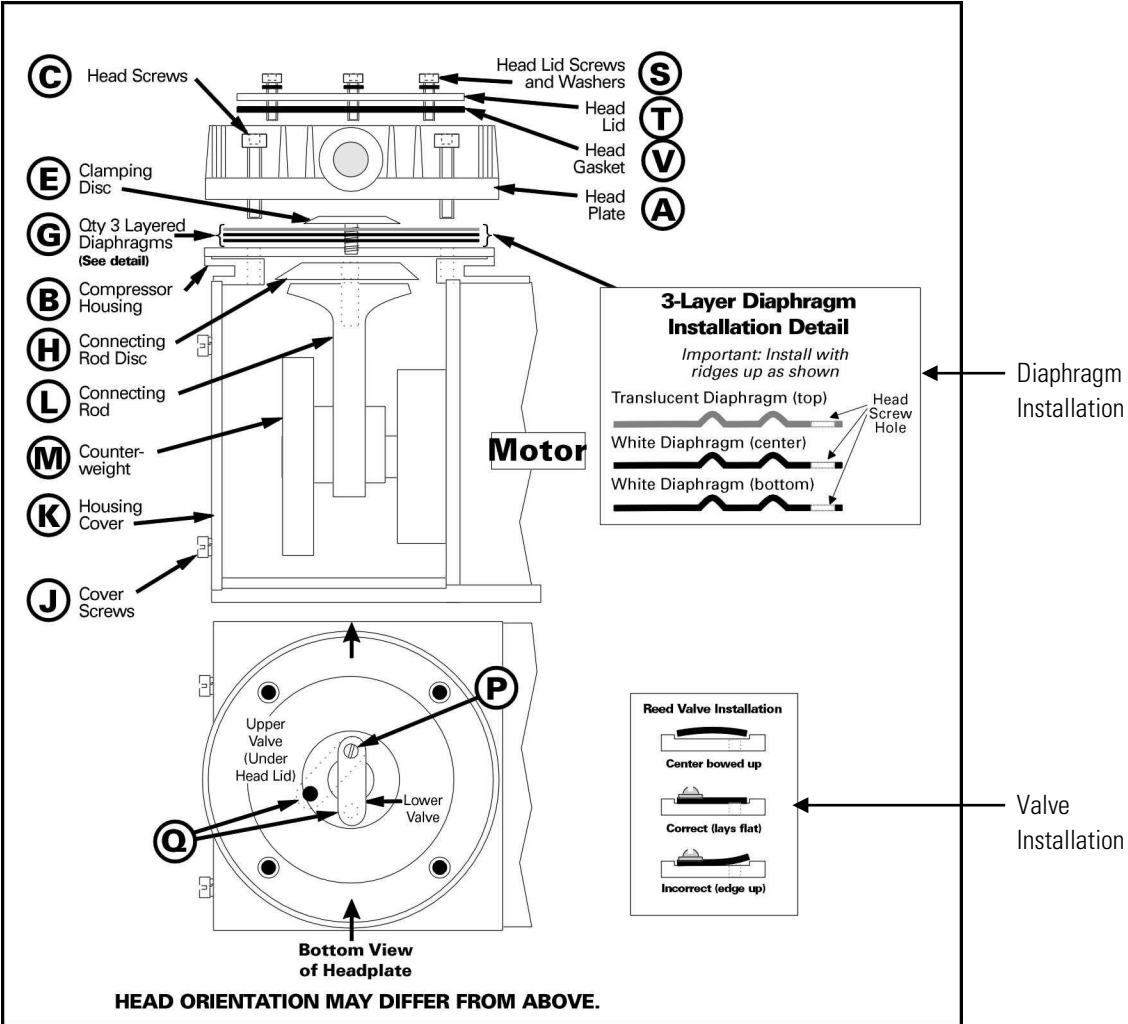 C
Head Screws
Head Lid Screws
and Washers
S
Head
Lid
T
Head
Gasket
V
Head
Plate
A
E
Clamping
Disc
G
Qty 3 Layered
Diaphragms
(See detail)
B
Compressor
Housing
H
Connecting
Rod Disc
L
Connecting
Rod
M
Counter-
weight
K
Housing
Cover
J
Cover
Screws
Motor
3-Layer Diaphragm
Installation Detail
Important: Install with
ridges up as shown
Translucent Diaphragm (top)
White Diaphragm (center)
White Diaphragm (bottom)
Head
Screw
Hole
Diaphragm
Installation
P
Upper
Valve
(Under
Head Lid)
Lower
Valve
Q
Bottom View
of Headplate
Reed Valve Installation
Center bowed up
Correct (lays flat)
Incorrect (edge up)
Valve
Installation
HEAD ORIENTATION MAY DIFFER FROM ABOVE.